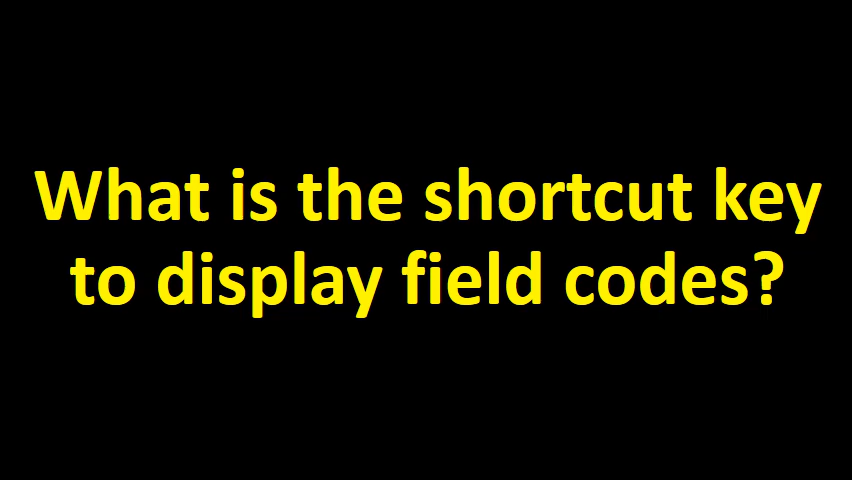 What is the shortcut key
to display field codes?